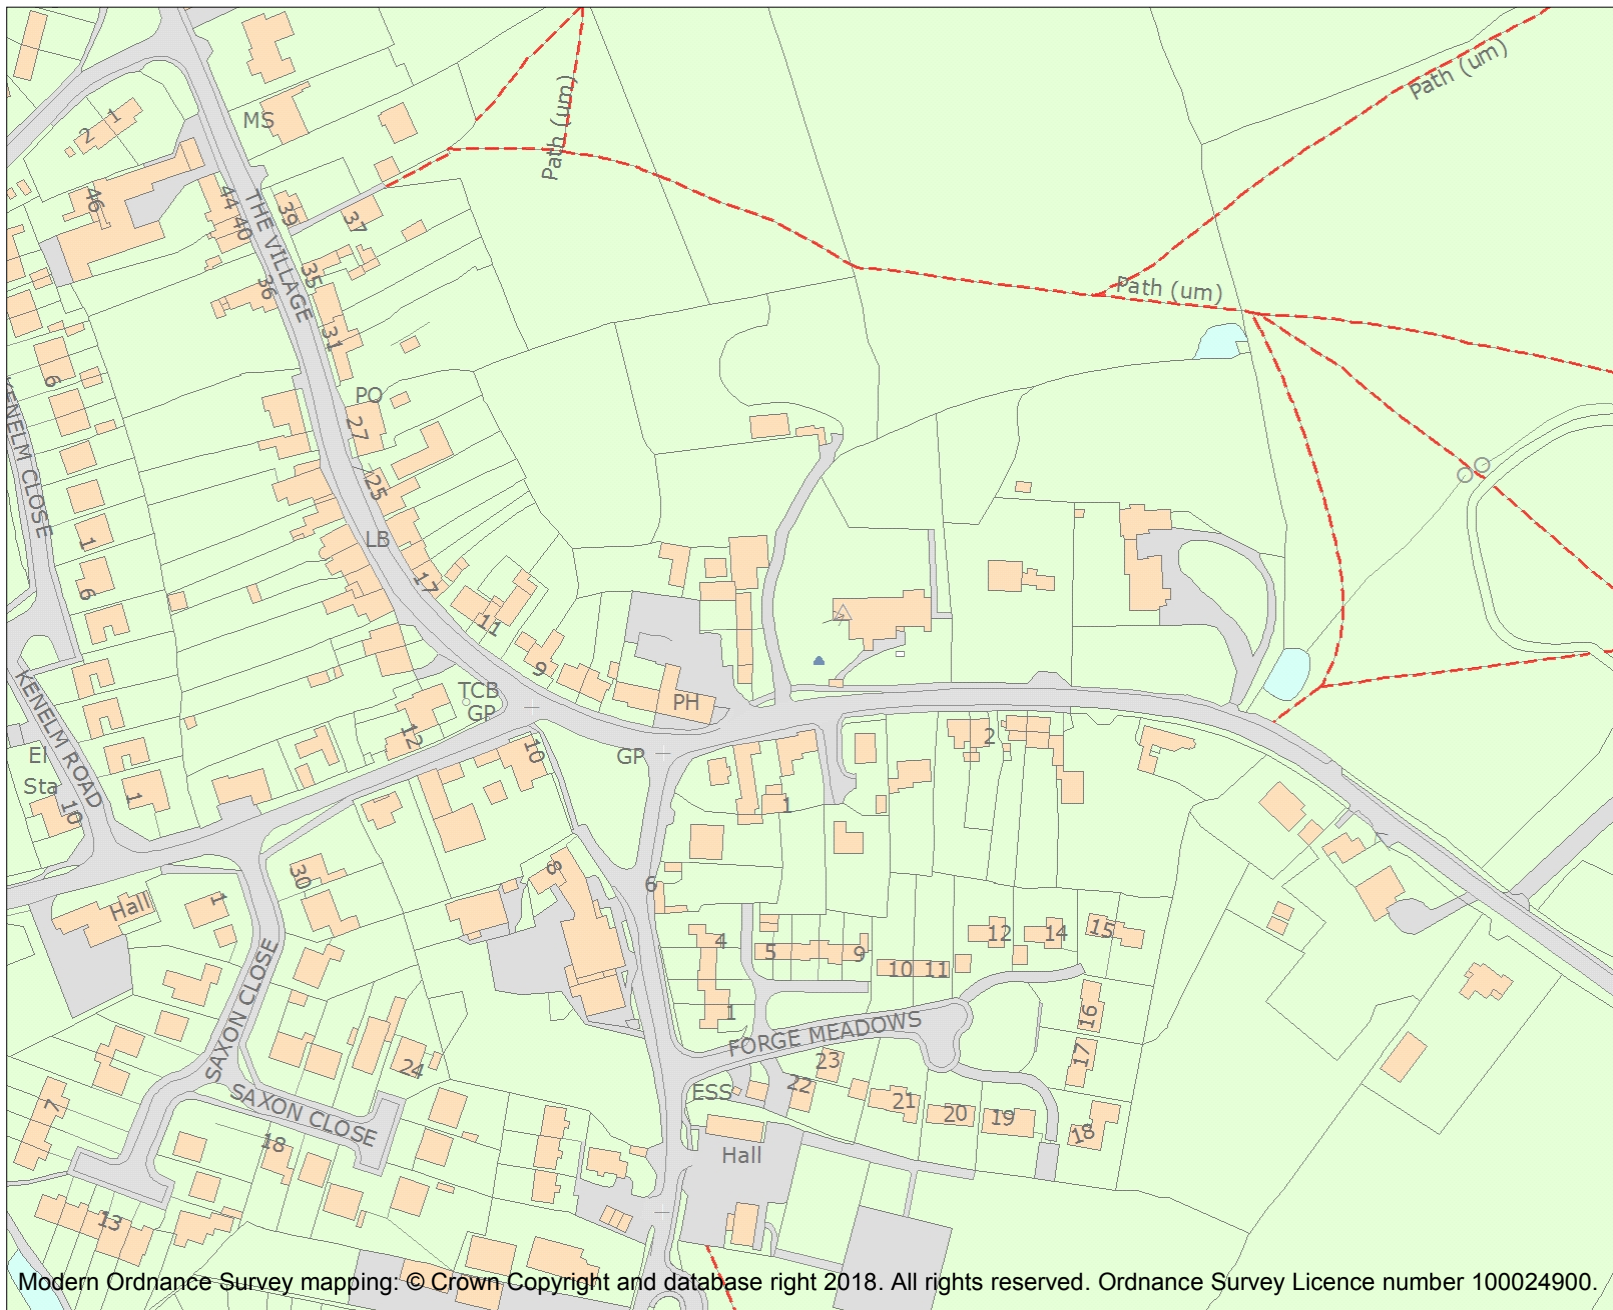 Path (um)
Path (um)
Path (um)
MS
2
1
46
44
40
39
37
THE VILLAGE
36
35
31
6
PO
27
KENELM CLOSE
25
LB
1
17
6
11
9
TCB
GP
PH
KENELM ROAD
12
10
GP
2
El
Sta
10
1
1
8
30
6
Hall
1
4
5
9
12
14
15
10
11
1
16
SAXON CLOSE
FORGE MEADOWS
17
24
23
22
ESS
21
20
19
18
7
SAXON CLOSE
18
Hall
13
Modern Ordnance Survey mapping: © Crown Copyright and database right 2018. All rights reserved. Ordnance Survey Licence number 100024900.